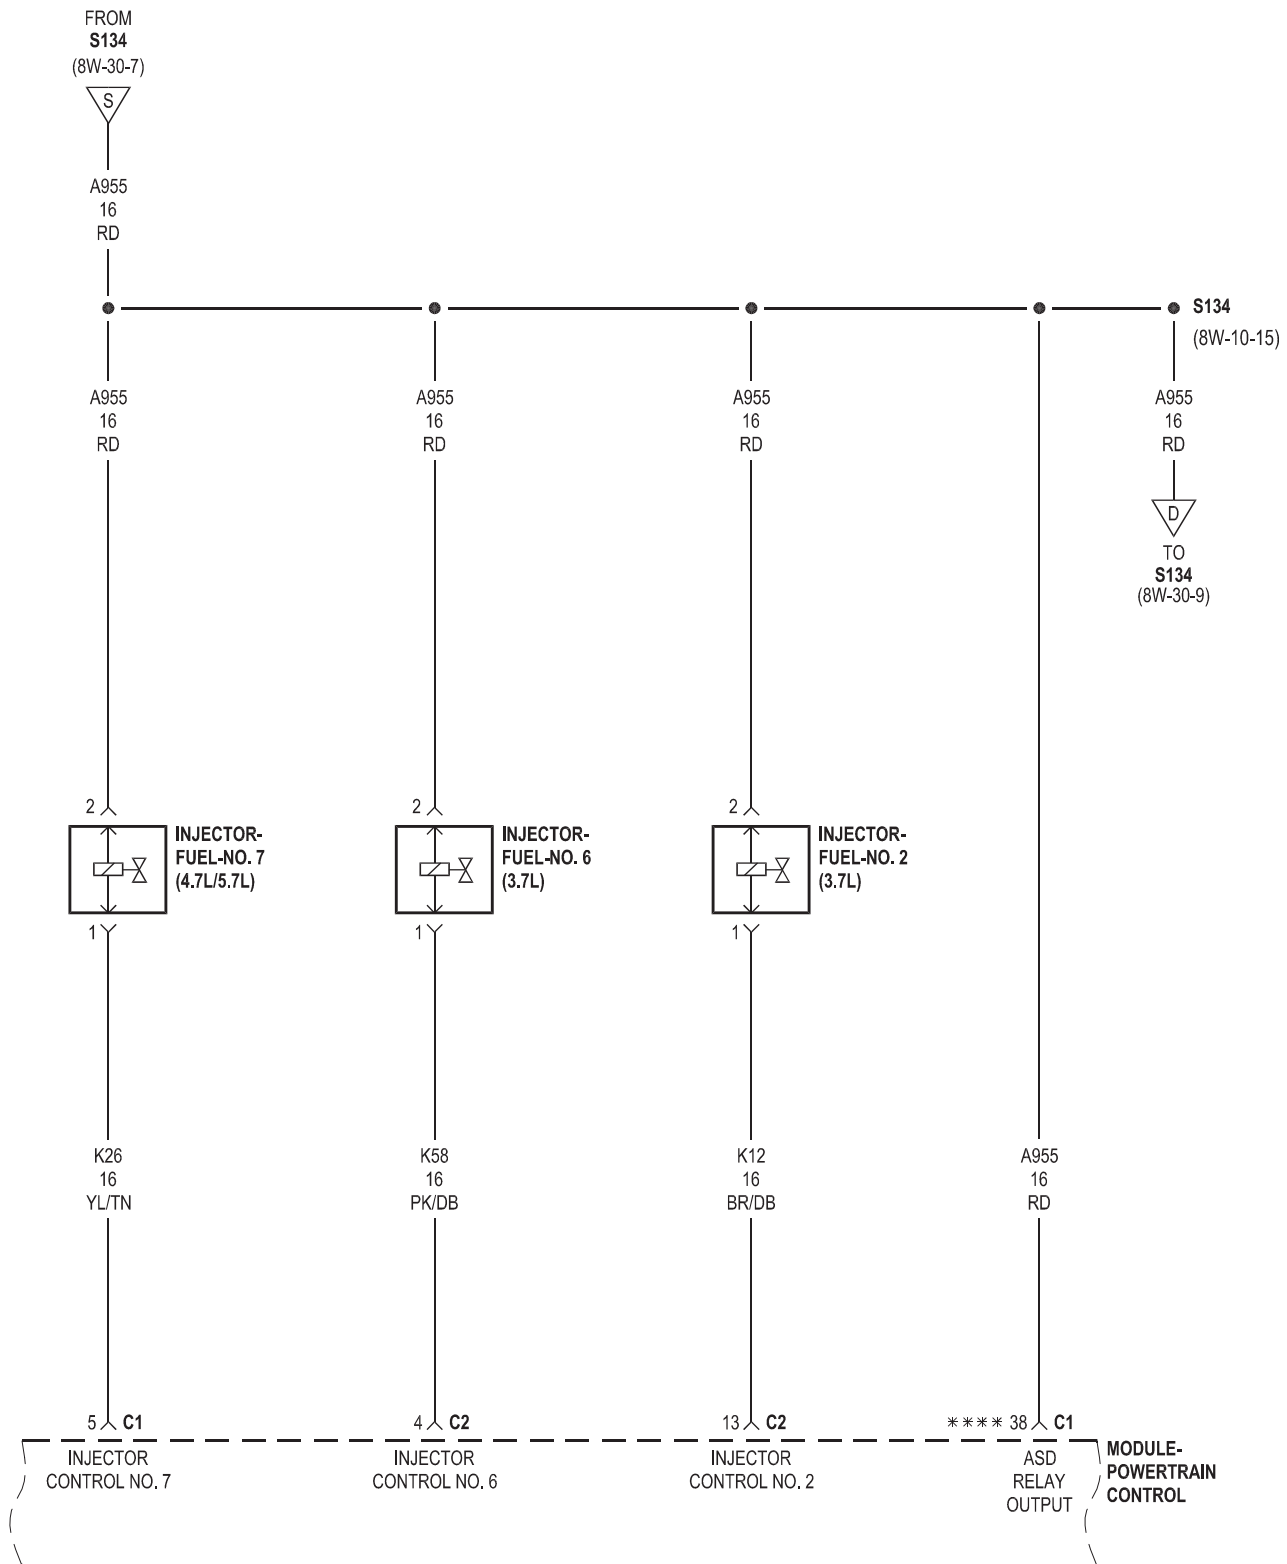 FROM
S134
(8W-30-7)
S
A955
16
RD
S134
(8W-10-15)
A955
16
RD
A955
16
RD
A955
16
RD
A955
16
RD
D
TO
S134
(8W-30-9)
2
INJECTOR-
FUEL-NO. 7
(4.7L/5.7L)
1
2
INJECTOR-
FUEL-NO. 6
(3.7L)
1
2
INJECTOR-
FUEL-NO. 2
(3.7L)
1
K26
16
YL/TN
K58
16
PK/DB
K12
16
BR/DB
A955
16
RD
5 C1
4 C2
13 C2
**** 38 C1
INJECTOR
CONTROL NO. 7
INJECTOR
CONTROL NO. 6
INJECTOR
CONTROL NO. 2
ASD
RELAY
OUTPUT
MODULE-
POWERTRAIN
CONTROL